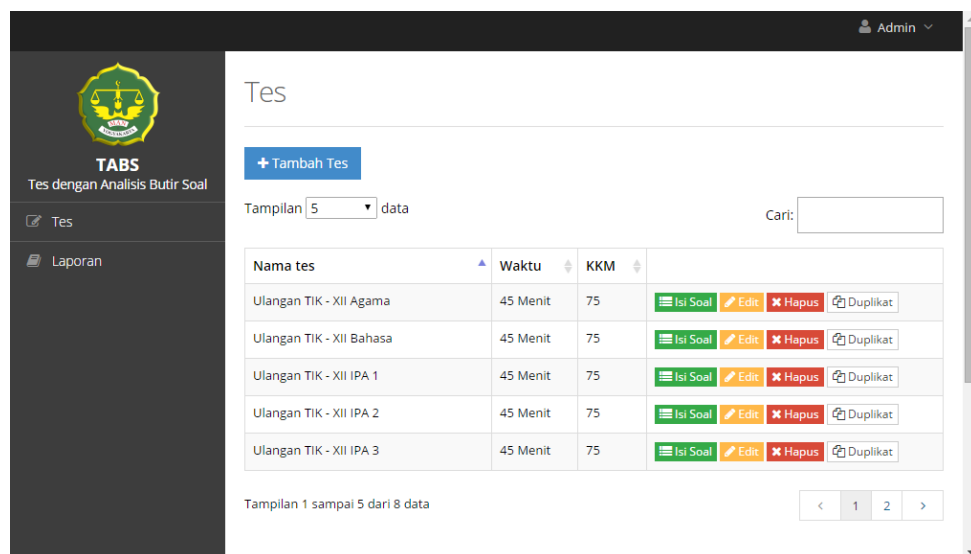 Admin
TABS
Tes dengan Analisis Butir Soal
Tes
Laporan
Tes
+ Tambah Tes
Tampilan 5 data
Cari:
Nama tes Waktu KKM
Ulangan TIK - XII Agama 45 Menit 75 Isi Soal Edit Hapus Duplikat
Ulangan TIK - XII Bahasa 45 Menit 75 Isi Soal Edit Hapus Duplikat
Ulangan TIK - XII IPA 1 45 Menit 75 Isi Soal Edit Hapus Duplikat
Ulangan TIK - XII IPA 2 45 Menit 75 Isi Soal Edit Hapus Duplikat
Ulangan TIK - XII IPA 3 45 Menit 75 Isi Soal Edit Hapus Duplikat
Tampilan 1 sampai 5 dari 8 data
< 1 2 >